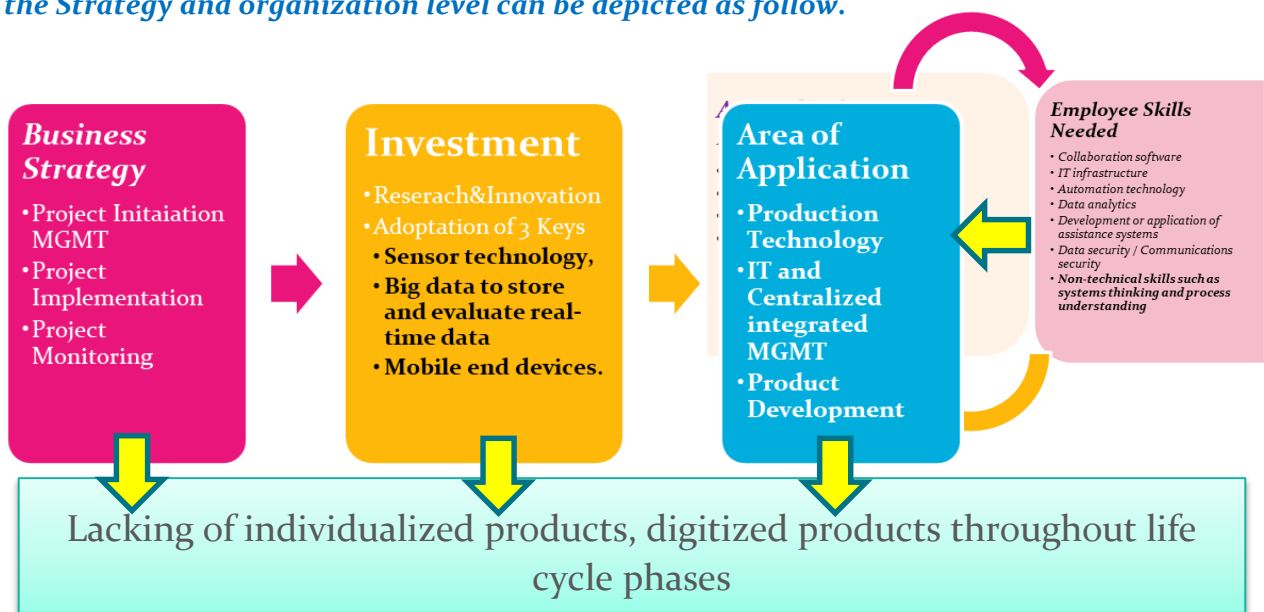 the Strategy and organization level can be depicted as follow.
Business
Strategy
•Project Initaiation
MGMT
•Project
Implementation
•Project
Monitoring
Investment
•Reserach&Innovation
•Adoptation of 3 Keys
•Sensor technology,
•Big data to store
and evaluate real-
time data
•Mobile end devices.
Area of
Application
•Production
Technology
•IT and
Centralized
integrated
MGMT
•Product
Development
Employee Skills
Needed
• Collaboration software
• IT infrastructure
• Automation technology
• Data analytics
• Development or application of
assistance systems
• Data security / Communications
security
• Non-technical skills such as
systems thinking and process
understanding
Lacking of individualized products, digitized products throughout life
cycle phases